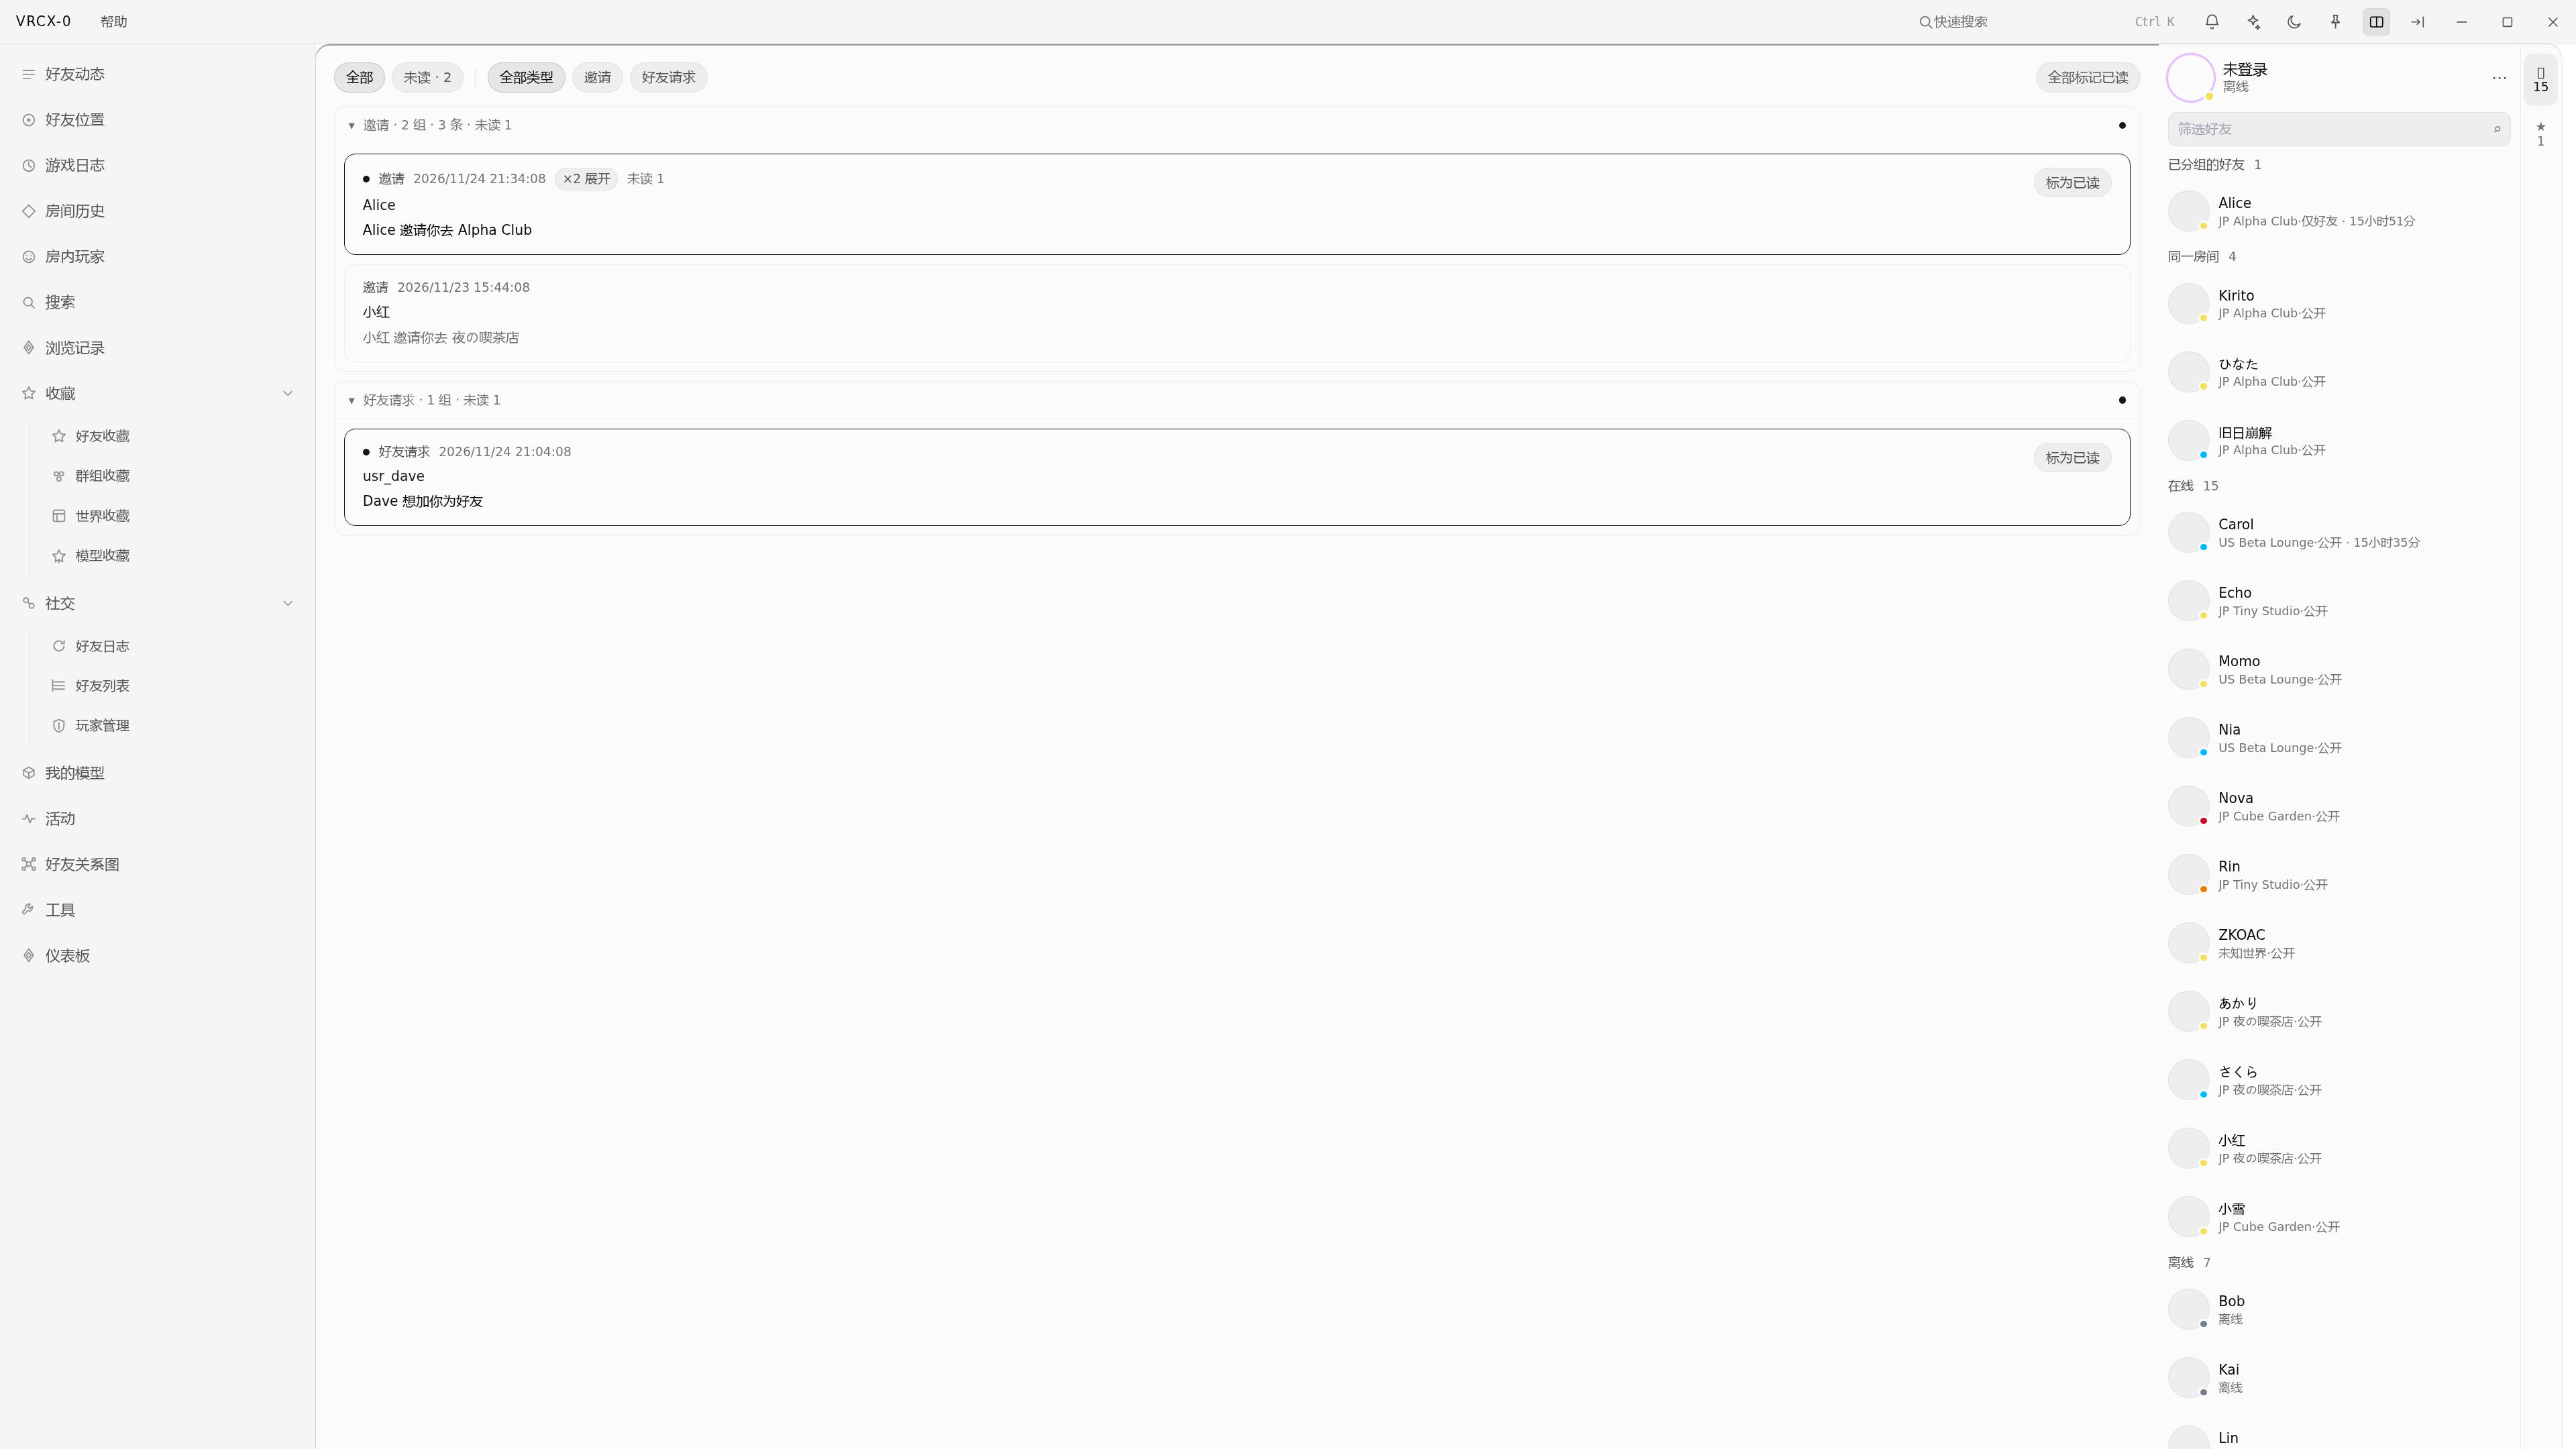 VRCX-0
帮助
快速搜索
Ctrl K
好友动态
好友位置
游戏日志
房间历史
房内玩家
搜索
浏览记录
收藏
好友收藏
群组收藏
世界收藏
模型收藏
社交
好友日志
好友列表
玩家管理
我的模型
活动
好友关系图
工具
仪表板
全部
未读 · 2
全部类型
邀请
好友请求
全部标记已读
▼ 邀请 · 2 组 · 3 条 · 未读 1
邀请 2026/11/24 21:34:08 ×2 展开 未读 1
标为已读
Alice
Alice 邀请你去 Alpha Club
邀请 2026/11/23 15:44:08
小红
小红 邀请你去 夜の喫茶店
▼ 好友请求 · 1 组 · 未读 1
好友请求 2026/11/24 21:04:08
标为已读
usr_dave
Dave 想加你为好友
未登录
离线
筛选好友
已分组的好友 1
Alice
JP Alpha Club·仅好友 · 15小时51分
同一房间 4
Kirito
JP Alpha Club·公开
ひなた
JP Alpha Club·公开
旧日崩解
JP Alpha Club·公开
在线 15
Carol
US Beta Lounge·公开 · 15小时35分
Echo
JP Tiny Studio·公开
Momo
US Beta Lounge·公开
Nia
US Beta Lounge·公开
Nova
JP Cube Garden·公开
Rin
JP Tiny Studio·公开
ZKOAC
未知世界·公开
あかり
JP 夜の喫茶店·公开
さくら
JP 夜の喫茶店·公开
小红
JP 夜の喫茶店·公开
小雪
JP Cube Garden·公开
离线 7
Bob
离线
Kai
离线
Lin
15
★
1